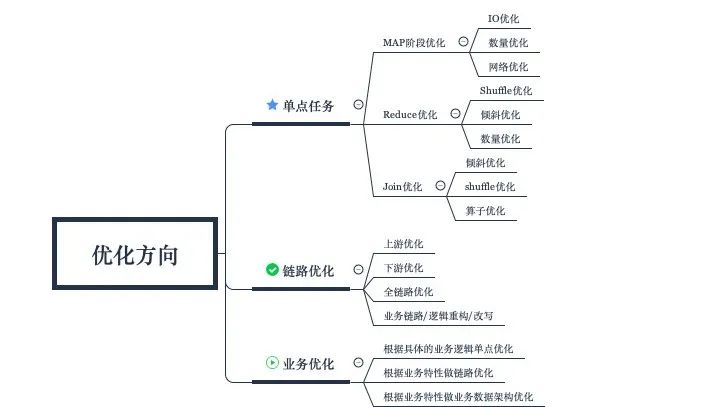 优化方向
单点任务
MAP阶段优化
IO优化
数量优化
网络优化
Reduce优化
Shuffle优化
倾斜优化
数量优化
Join优化
倾斜优化
shuffle优化
算子优化
链路优化
上游优化
下游优化
全链路优化
业务链路/逻辑重构/改写
业务优化
根据具体的业务逻辑单点优化
根据业务特性做链路优化
根据业务特性做业务数据架构优化